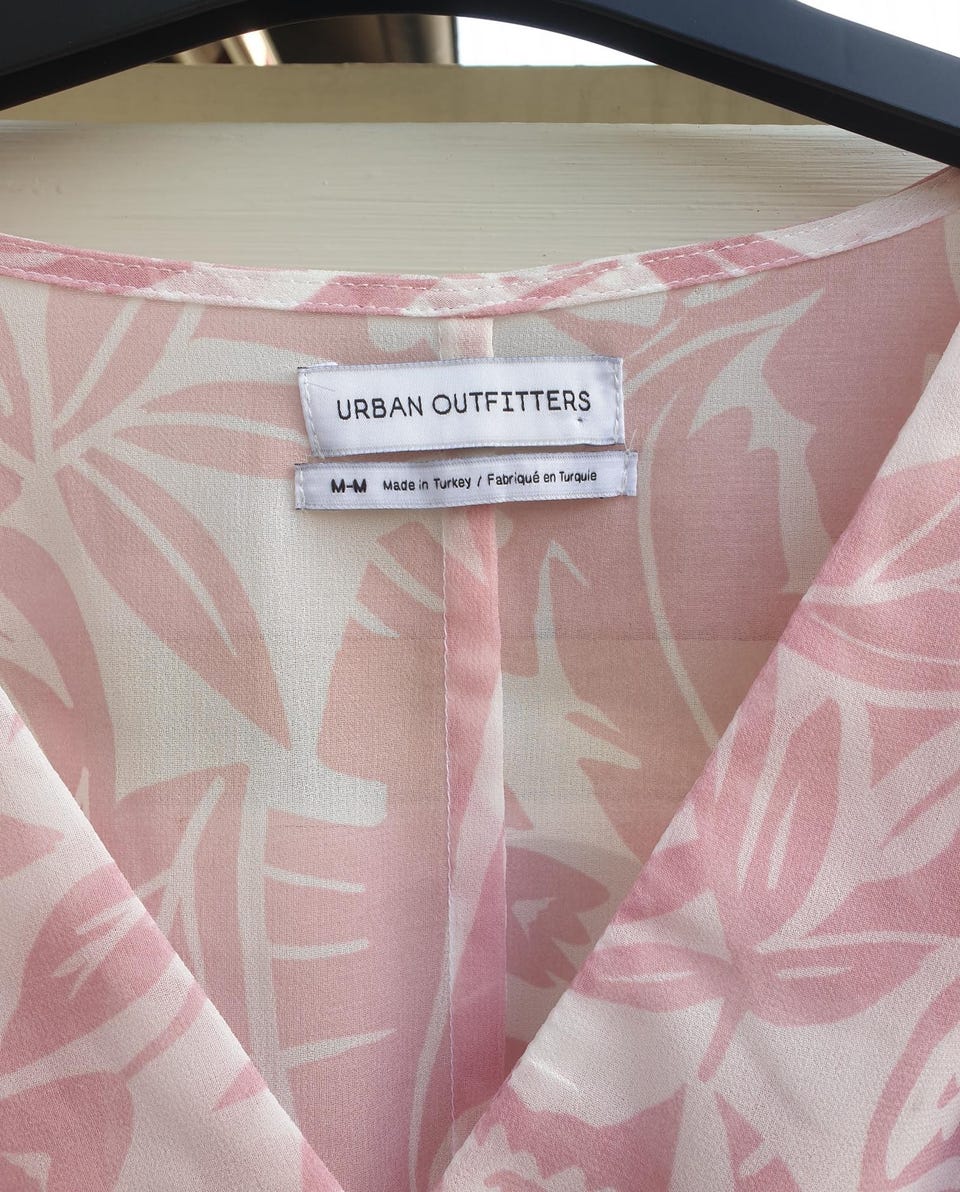 URBAN OUTFITTERS
M-M Made in Turkey / Fabriqué en Turquie